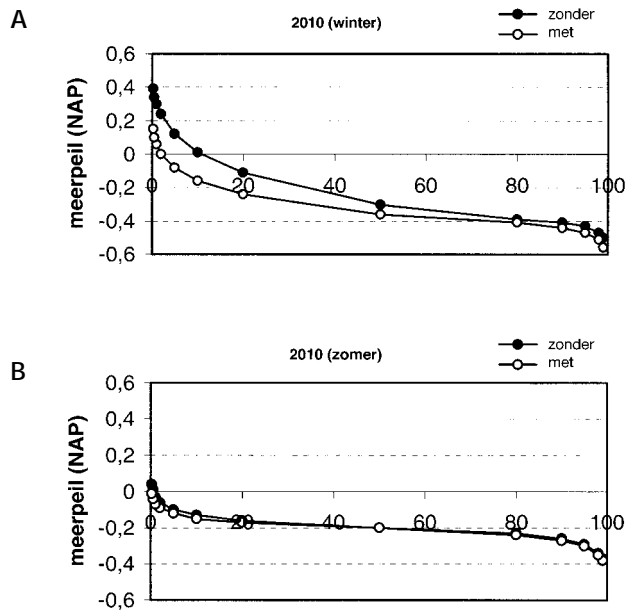 A
2010 (winter)
zonder
met
meerpeil (NAP)
0,6
0,4
0,2
0
-0,2
-0,4
-0,6
0 20 40 60 80 100
B
2010 (zomer)
zonder
met
meerpeil (NAP)
0,6
0,4
0,2
0
-0,2
-0,4
-0,6
0 20 40 60 80 100